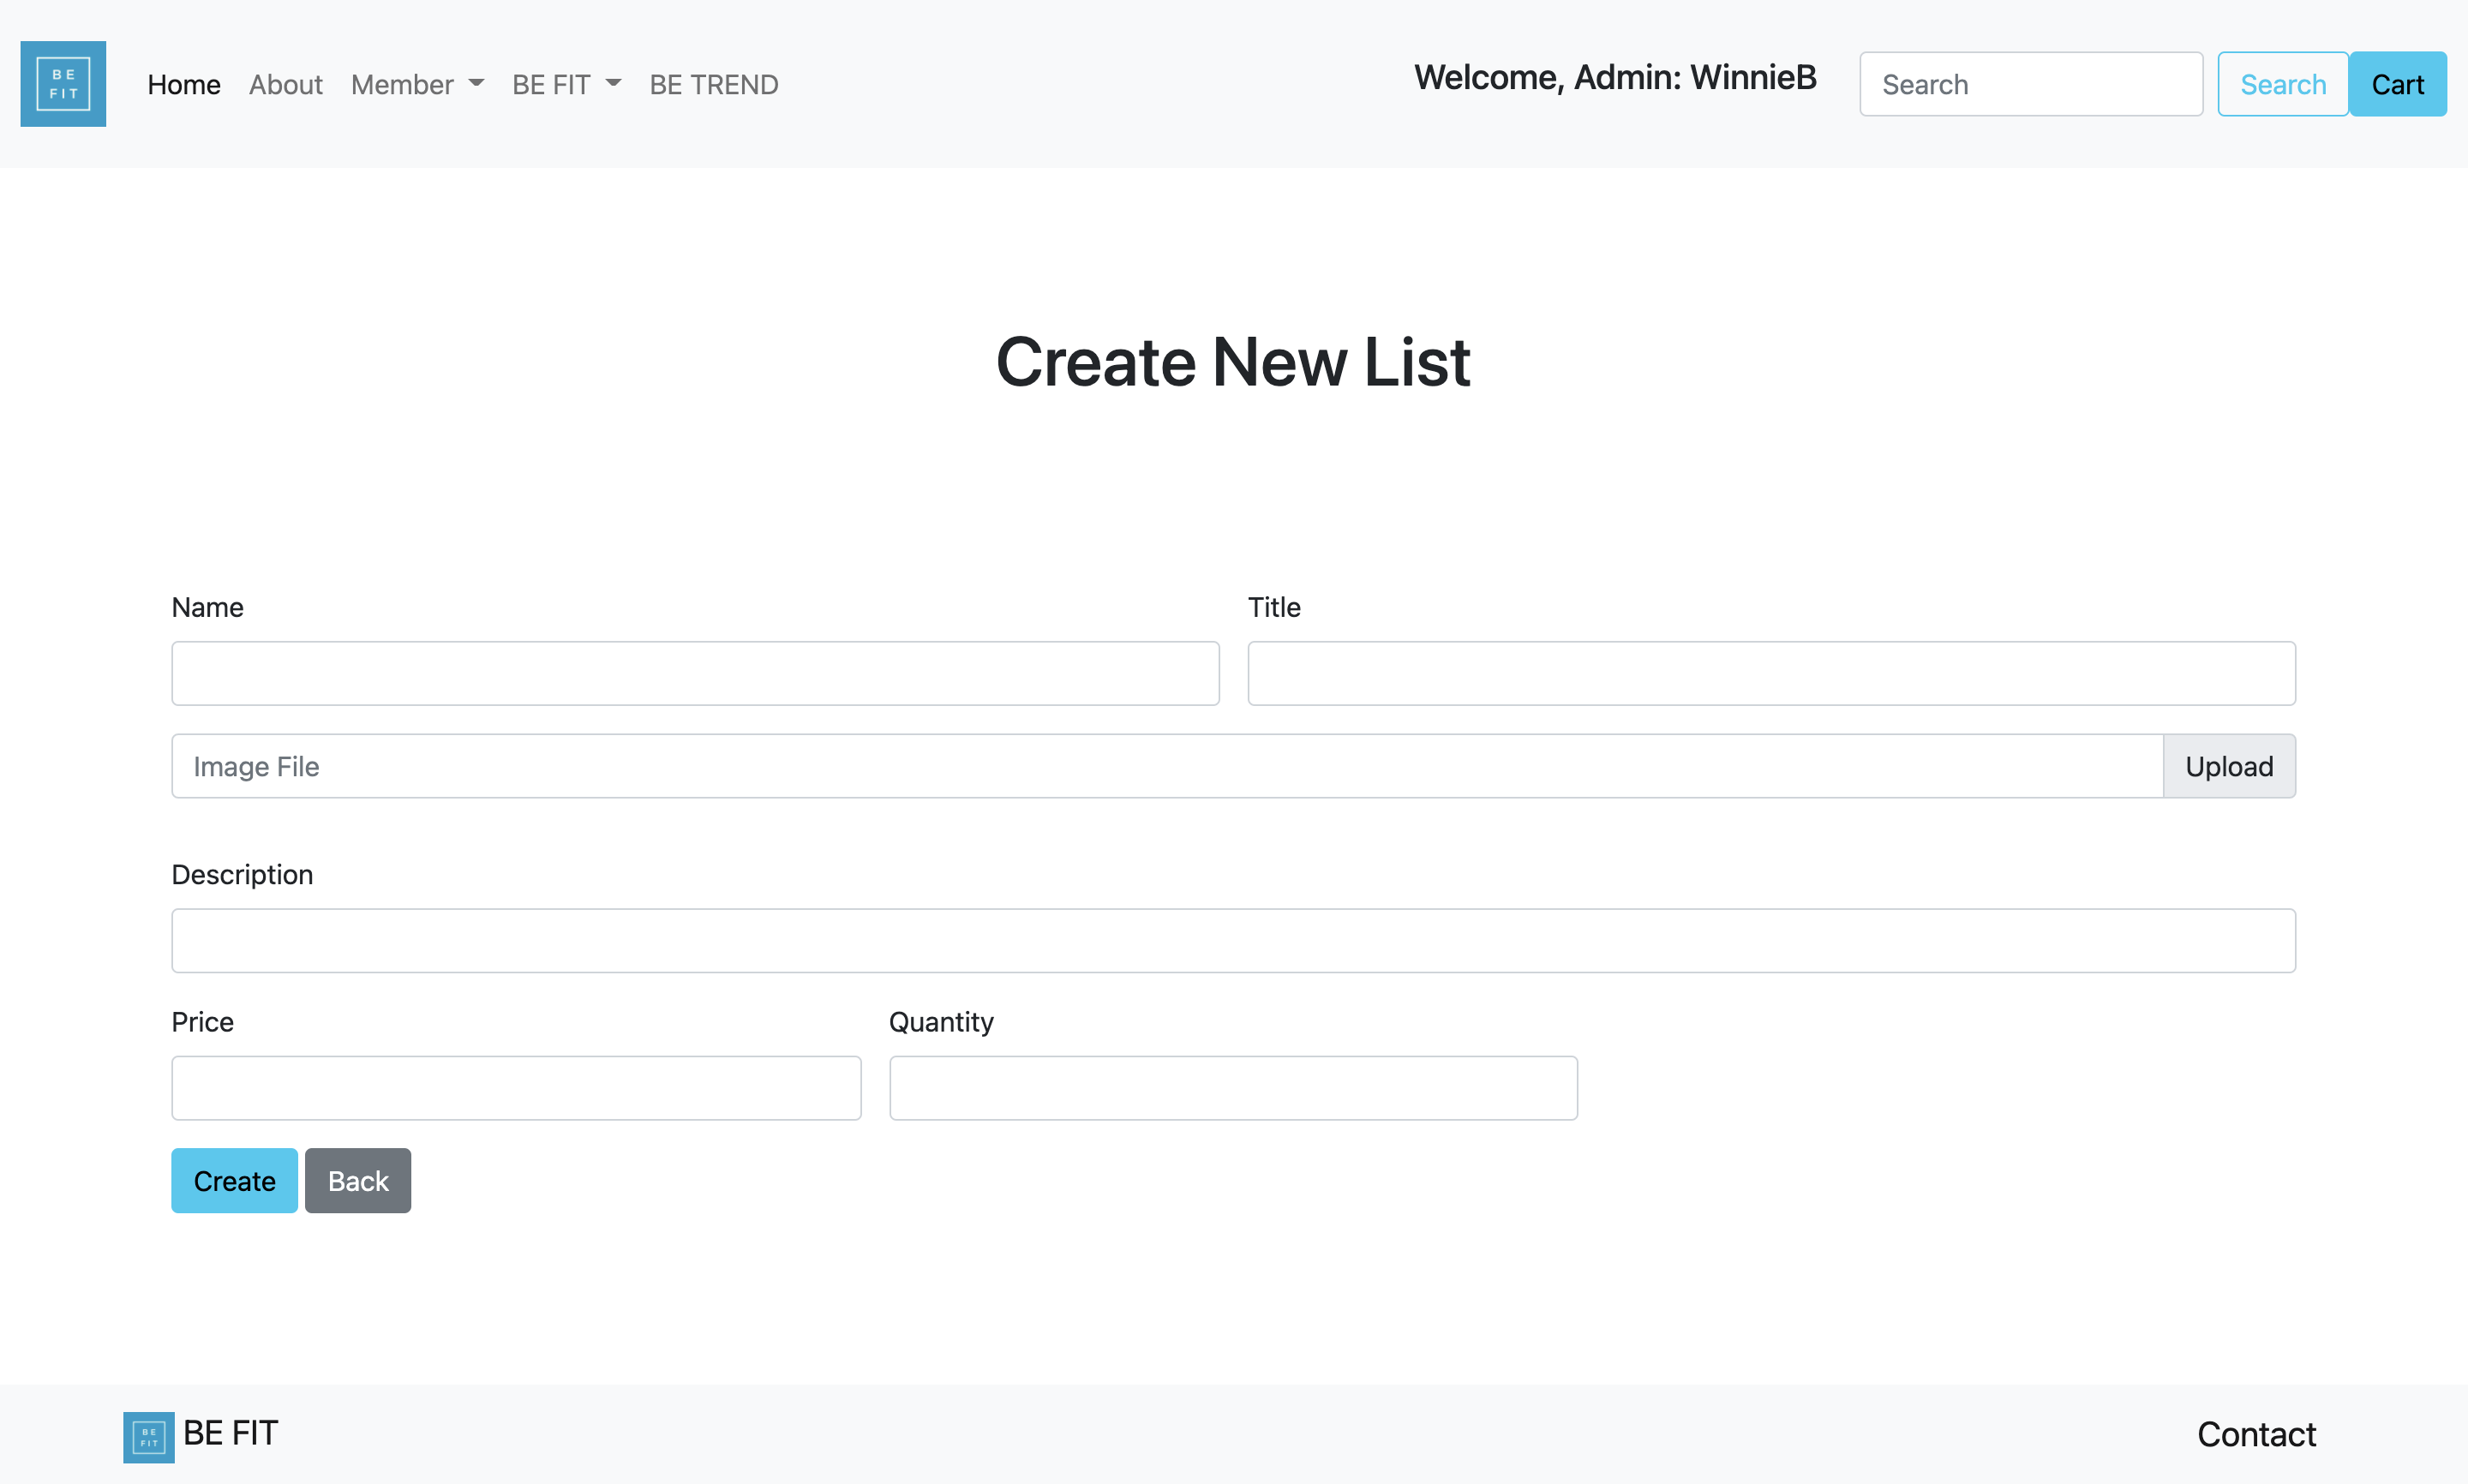 BE
FIT
Home About Member BE FIT BE TREND
Welcome, Admin: WinnieB
Search
Search
Cart
Create New List
Name
Title
Image File
Upload
Description
Price
Quantity
Create
Back
BE
FIT
BE FIT
Contact